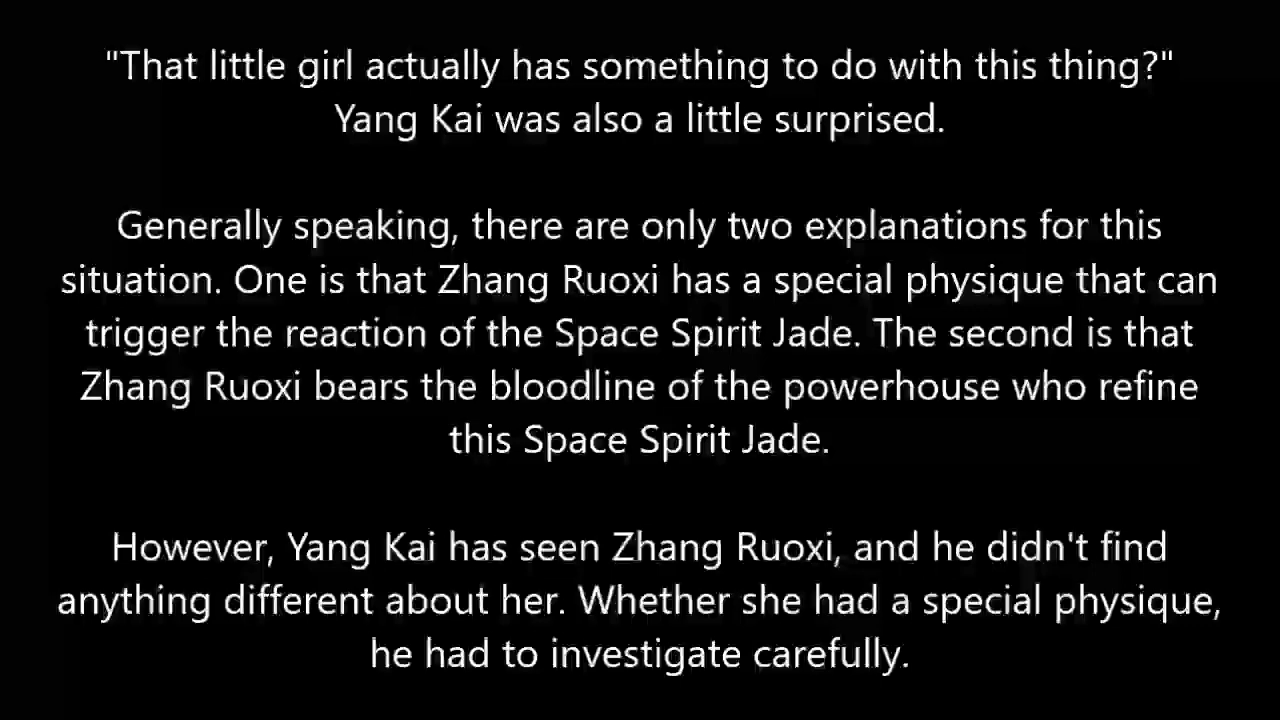 "That little girl actually has something to do with this thing?"
Yang Kai was also a little surprised.
Generally speaking, there are only two explanations for this
situation. One is that Zhang Ruoxi has a special physique that can
trigger the reaction of the Space Spirit Jade. The second is that
Zhang Ruoxi bears the bloodline of the powerhouse who refine
this Space Spirit Jade.
However, Yang Kai has seen Zhang Ruoxi, and he didn't find
anything different about her. Whether she had a special physique,
he had to investigate carefully.